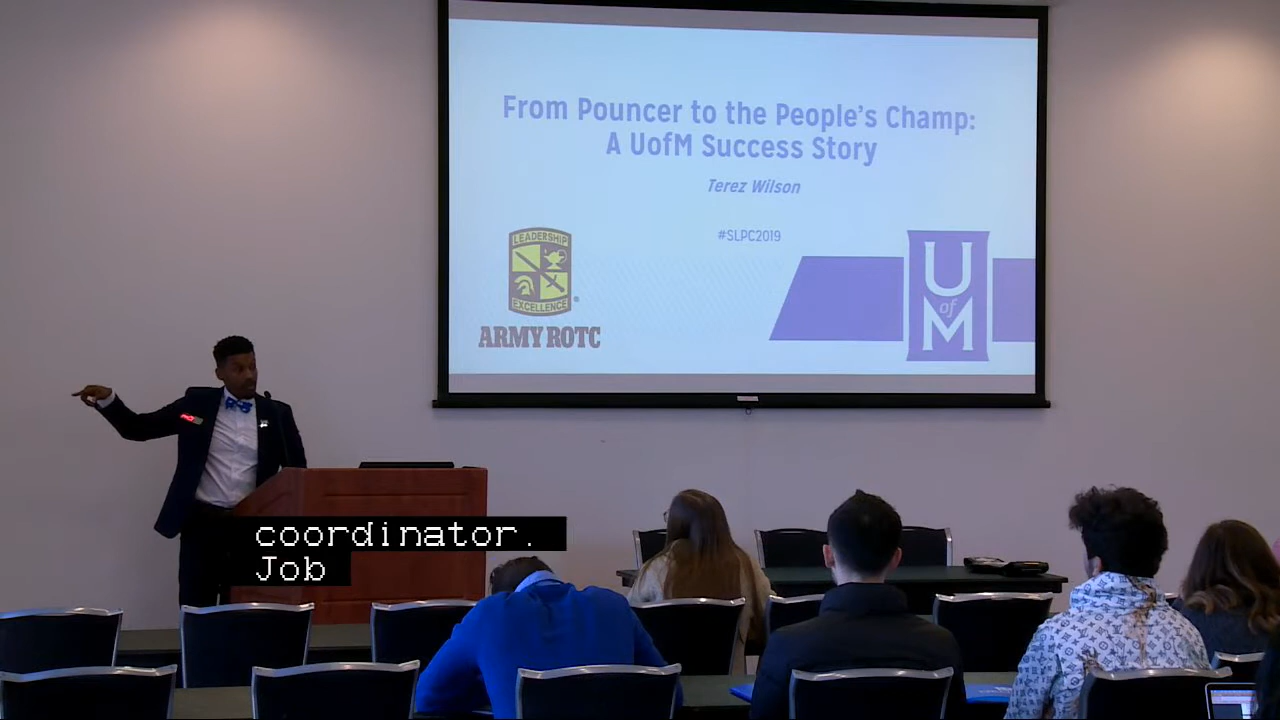 From Pouncer to the People's Champ:
A UofM Success Story
Terez Wilson
#SLPC2019
LEADERSHIP
EXCELLENCE
ARMY ROTC
U
of
M
coordinator.
Job